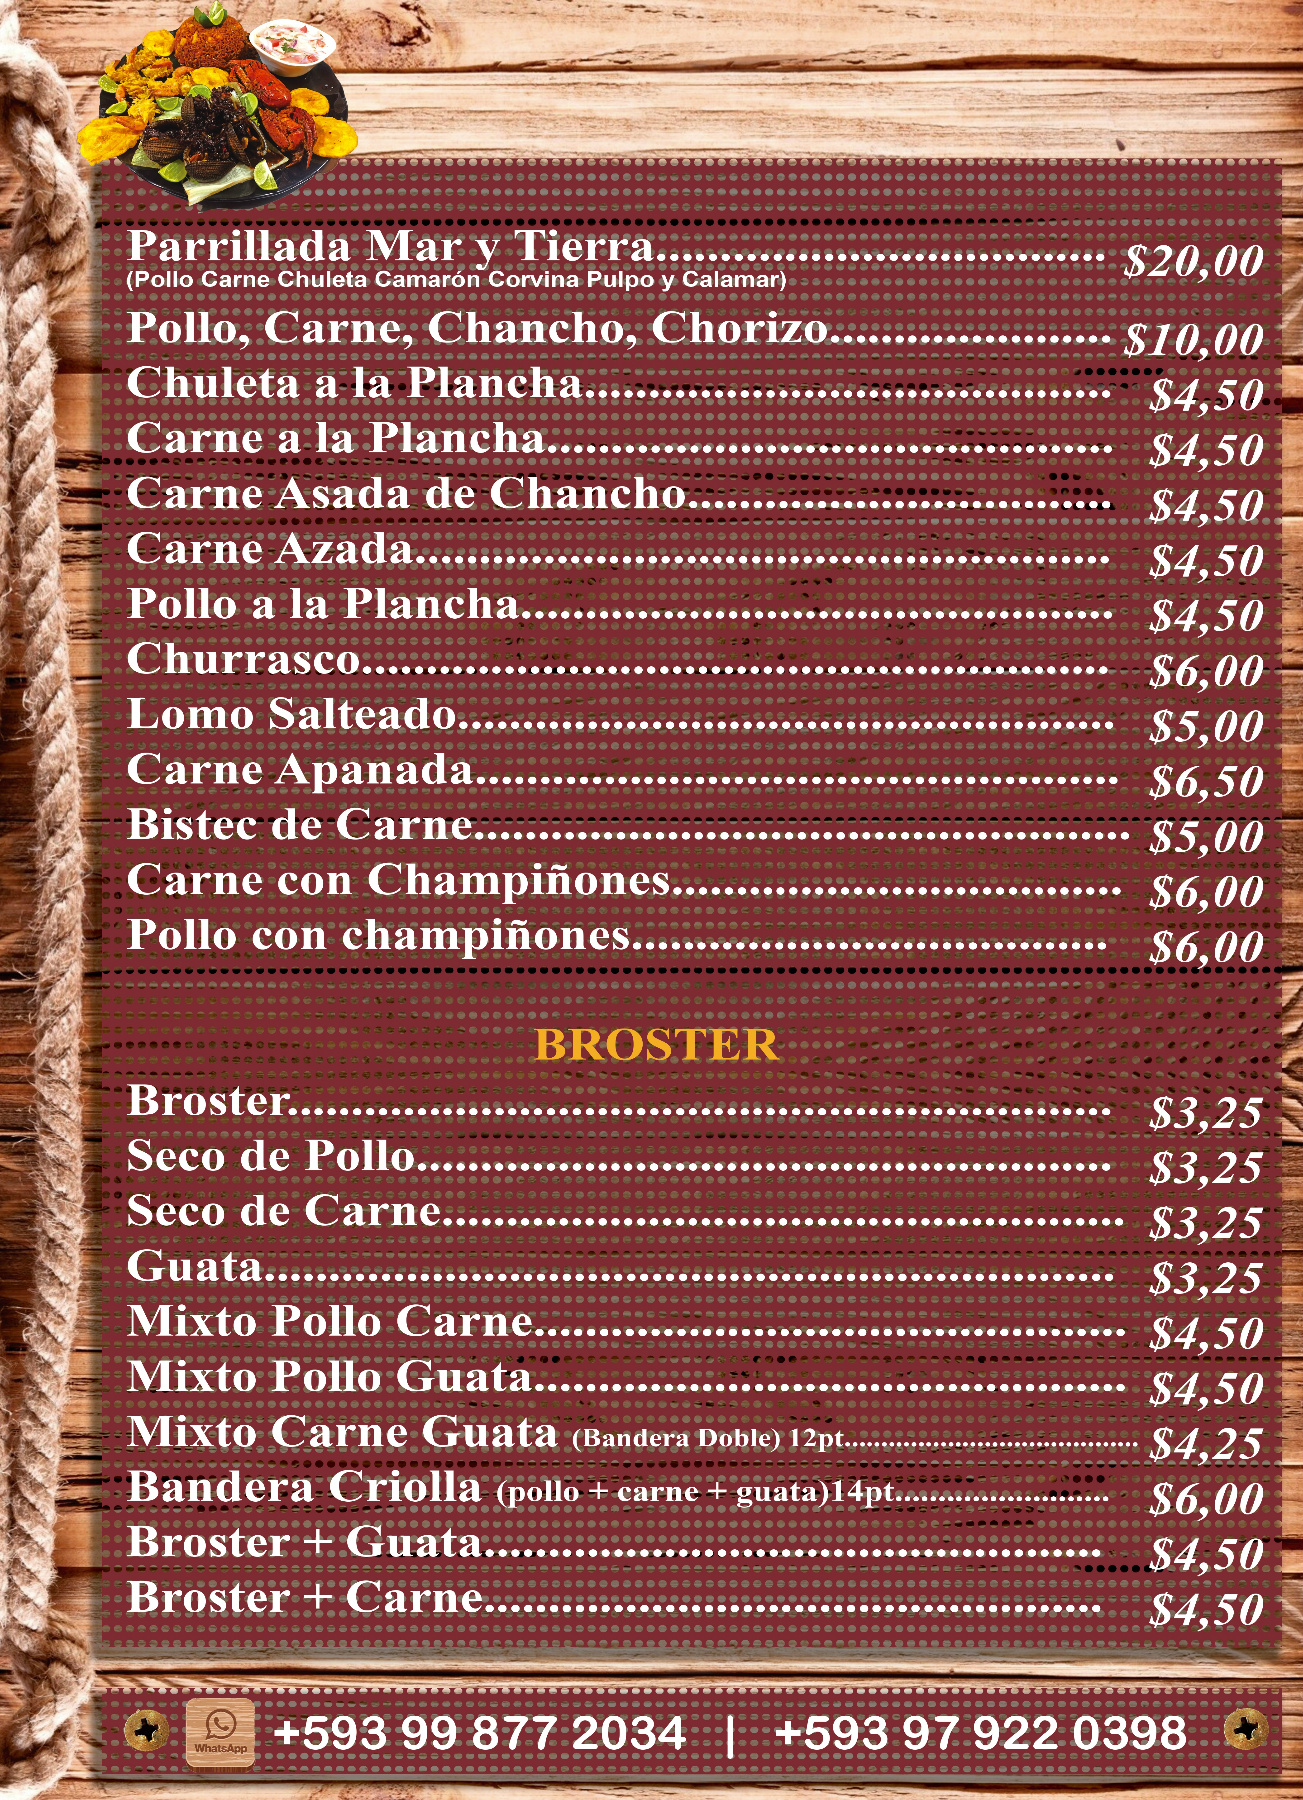 Parrillada Mar y Tierra.................................... $20,00
(Pollo Carne Chuleta Camarón Corvina Pulpo y Calamar)
Pollo, Carne, Chancho, Chorizo...................... $10,00
Chuleta a la Plancha.......................................... $4,50
Carne a la Plancha............................................. $4,50
Carne Asada de Chancho.................................. $4,50
Carne Azada....................................................... $4,50
Pollo a la Plancha............................................... $4,50
Churrasco........................................................... $6,00
Lomo Salteado.................................................... $5,00
Carne Apanada................................................... $6,50
Bistec de Carne.................................................... $5,00
Carne con Champiñones.................................... $6,00
Pollo con champiñones...................................... $6,00
BROSTER
Broster................................................................. $3,25
Seco de Pollo....................................................... $3,25
Seco de Carne...................................................... $3,25
Guata................................................................... $3,25
Mixto Pollo Carne............................................... $4,50
Mixto Pollo Guata............................................... $4,50
Mixto Carne Guata (Bandera Doble) 12pt........................................ $4,25
Bandera Criolla (pollo + carne + guata)14pt.......................... $6,00
Broster + Guata................................................. $4,50
Broster + Carne................................................. $4,50
WhatsApp +593 99 877 2034 | +593 97 922 0398